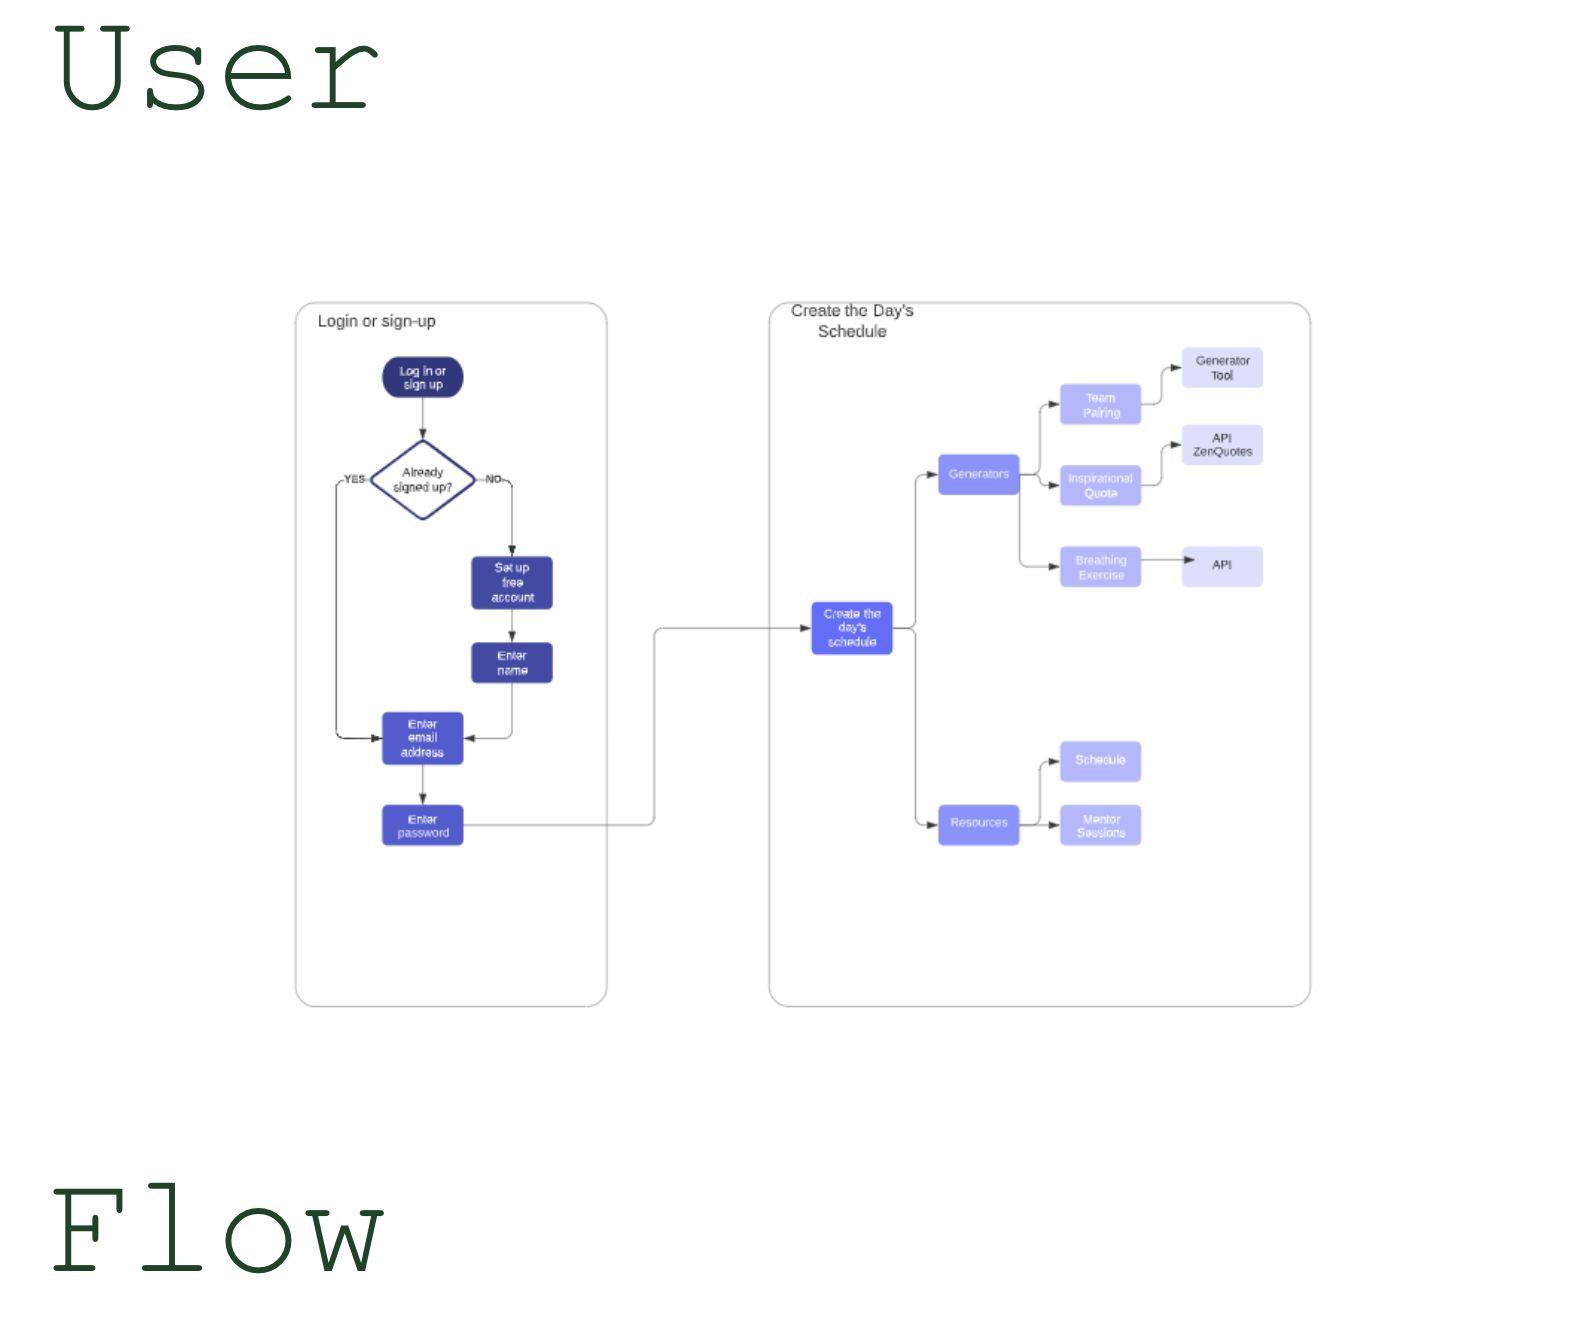 User
Login or sign-up
Log in or
sign up
Already
signed up?
YES
NO
Set up
free
account
Enter
name
Enter
email
address
Enter
password
Create the Day's
Schedule
Create the
day's
schedule
Generators
Team
Pairing
Generator
Tool
Inspirational
Quote
API
ZenQuotes
Breathing
Exercise
API
Resources
Schedule
Mentor
Sessions
Flow